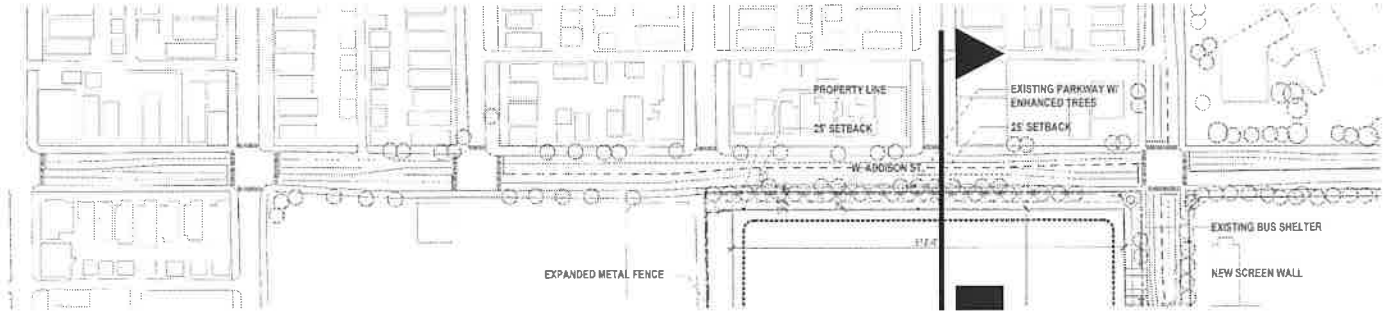 PROPERTY LINE
25' SETBACK
EXISTING PARKWAY W/
ENHANCED TREES
25' SETBACK
W. ADDISON ST.
EXPANDED METAL FENCE
EXISTING BUS SHELTER
NEW SCREEN WALL